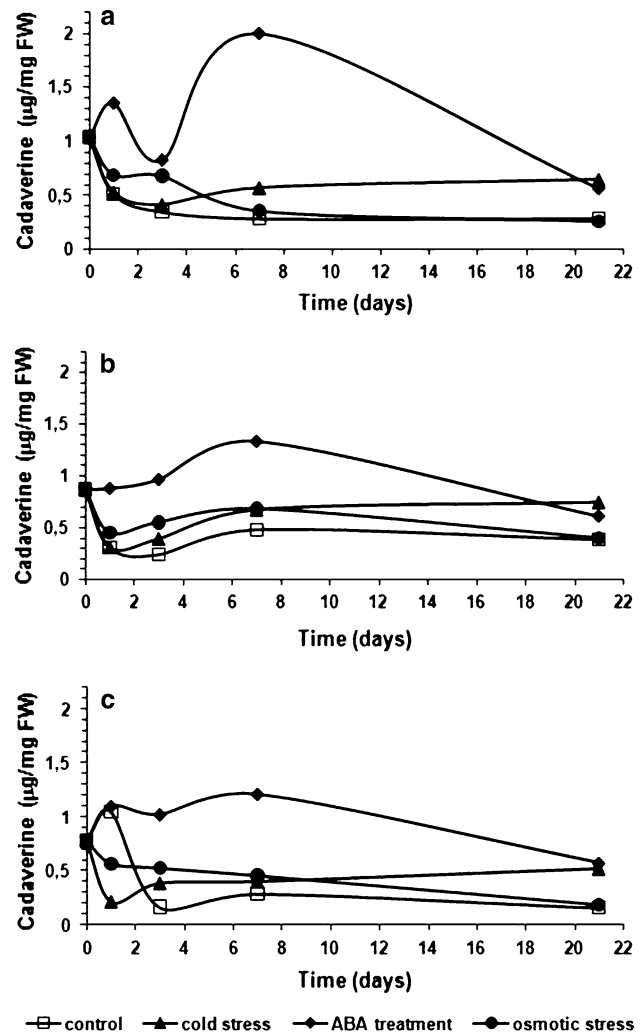 a
Cadaverine (µg/mg FW)
2
1,5
1
0,5
0
0 2 4 6 8 10 12 14 16 18 20 22
Time (days)
b
Cadaverine (µg/mg FW)
2
1,5
1
0,5
0
0 2 4 6 8 10 12 14 16 18 20 22
Time (days)
c
Cadaverine (µg/mg FW)
2
1,5
1
0,5
0
0 2 4 6 8 10 12 14 16 18 20 22
Time (days)
control cold stress ABA treatment osmotic stress